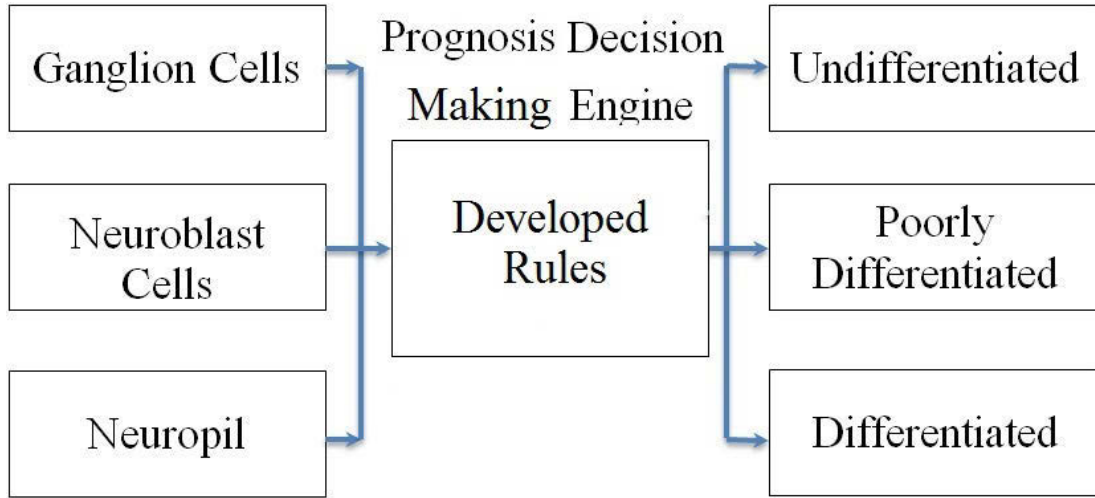 Ganglion Cells
Neuroblast
Cells
Neuropil
Prognosis Decision
Making Engine
Developed
Rules
Undifferentiated
Poorly
Differentiated
Differentiated